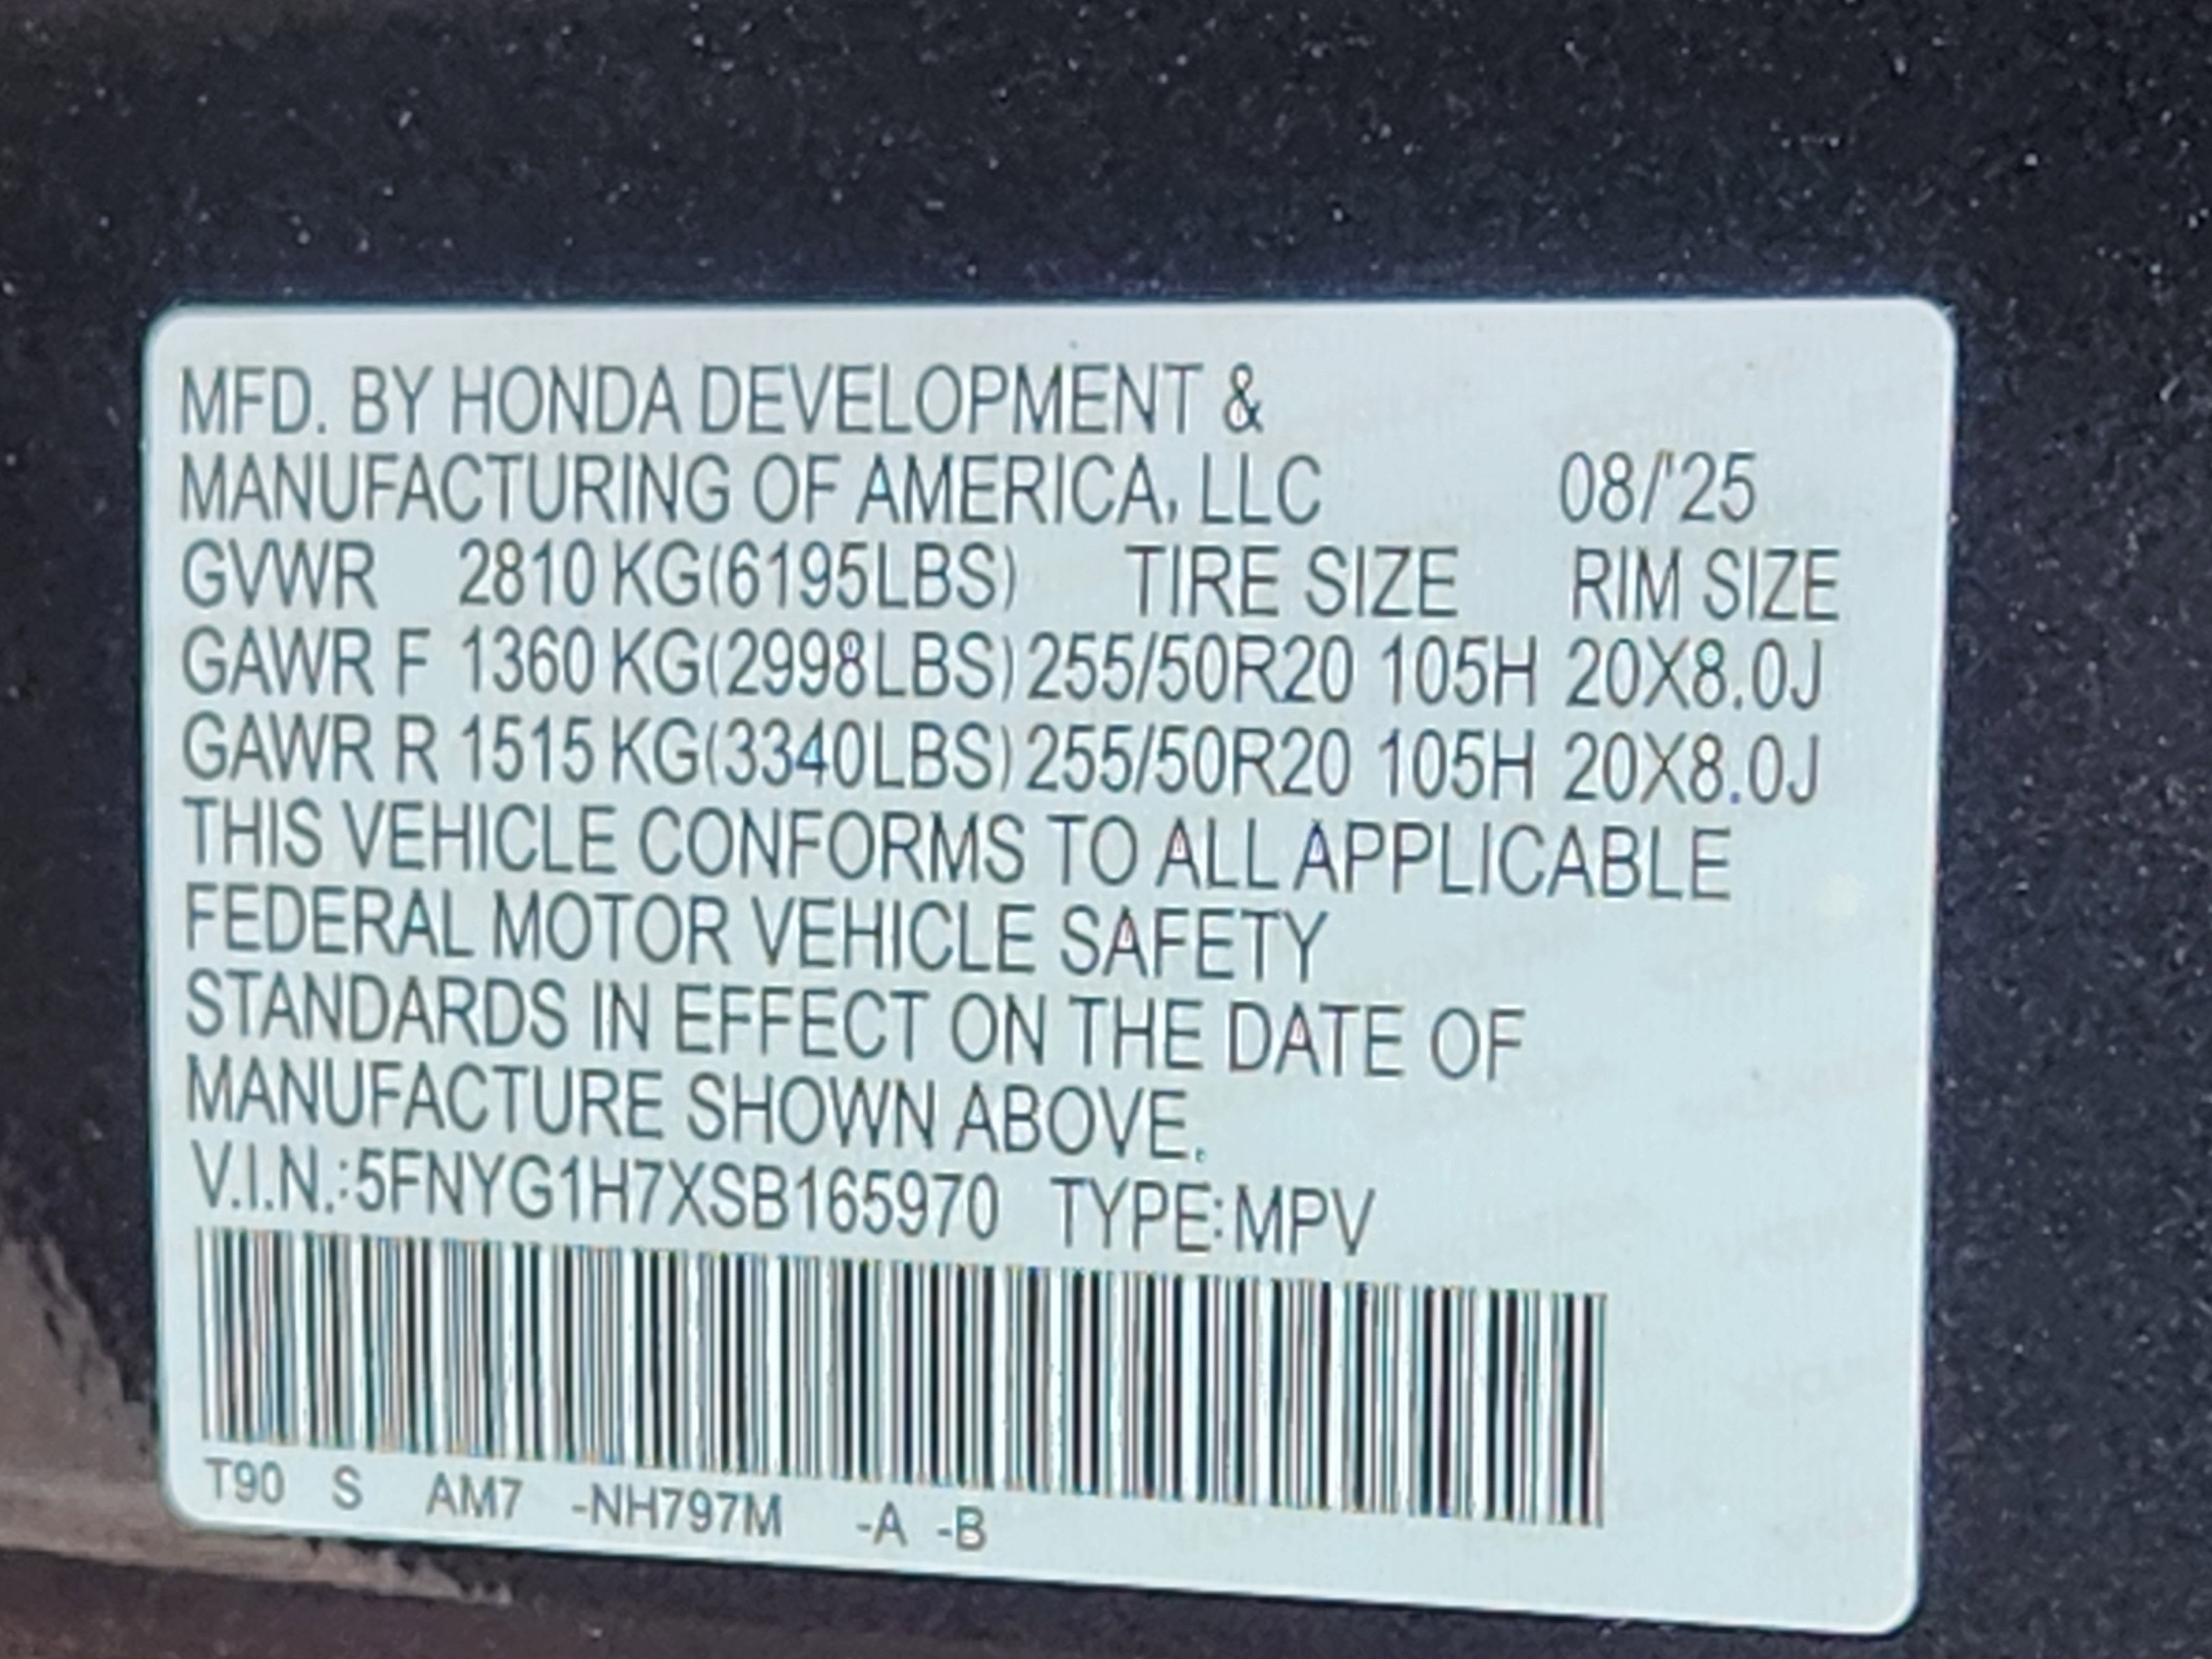 MFD. BY HONDA DEVELOPMENT &
MANUFACTURING OF AMERICA, LLC 08/'25
GVWR 2810 KG(6195LBS) TIRE SIZE RIM SIZE
GAWR F 1360 KG(2998LBS) 255/50R20 105H 20X8.0J
GAWR R 1515 KG(3340LBS) 255/50R20 105H 20X8.0J
THIS VEHICLE CONFORMS TO ALL APPLICABLE
FEDERAL MOTOR VEHICLE SAFETY
STANDARDS IN EFFECT ON THE DATE OF
MANUFACTURE SHOWN ABOVE.
V.I.N.:5FNYG1H7XSB165970 TYPE:MPV
T90 S AM7 -NH797M -A -B